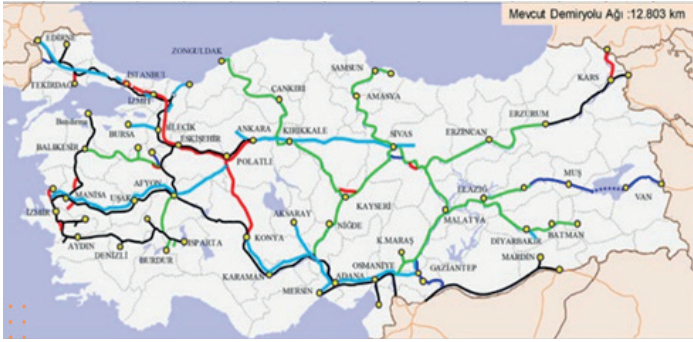 Mevcut Demiryolu Ağı :12.803 km
EDİRNE
ZONGULDAK
KARS
TEKİRDAĞ
İSTANBUL
SAMSUN
İZMİT
ÇANKIRI
AMASYA
Bandırma
BURSA
BİLECİK
ESKİŞEHİR
ANKARA
KIRIKKALE
SİVAS
ERZİNCAN
ERZURUM
BALIKESİR
POLATLI
MANİSA
UŞAK
AFYON
AKSARAY
KAYSERİ
ELAZIĞ
MUŞ
VAN
İZMİR
MALATYA
NİĞDE
DİYARBAKIR
BATMAN
AYDIN
DENİZLİ
ISPARTA
BURDUR
KONYA
K.MARAŞ
MARDİN
KARAMAN
MERSİN
ADANA
OSMANİYE
GAZİANTEP